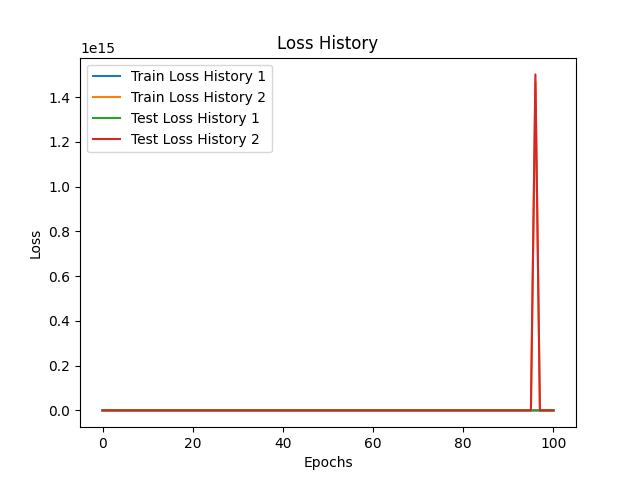 Loss History
1e15
Train Loss History 1
Train Loss History 2
Test Loss History 1
Test Loss History 2
1.4
1.2
1.0
0.8
0.6
0.4
0.2
0.0
Loss
0 20 40 60 80 100
Epochs